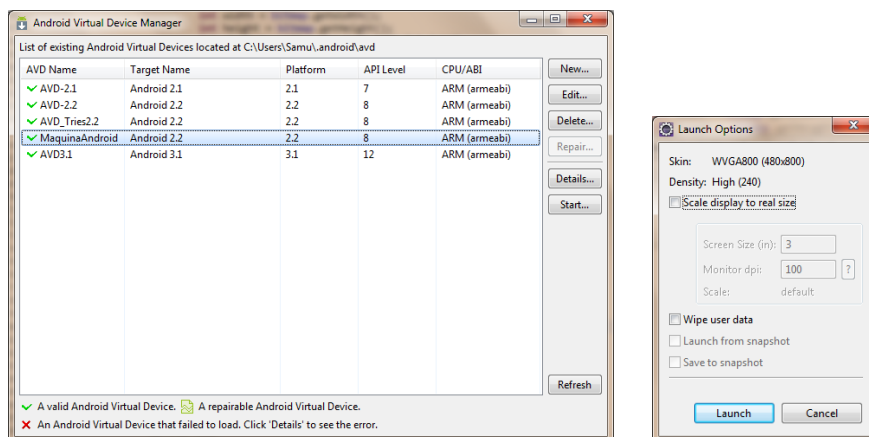 Android Virtual Device Manager
List of existing Android Virtual Devices located at C:\Users\Samu\.android\avd
AVD Name Target Name Platform API Level CPU/ABI
AVD-2.1 Android 2.1 2.1 7 ARM (armeabi)
AVD-2.2 Android 2.2 2.2 8 ARM (armeabi)
AVD_Tries2.2 Android 2.2 2.2 8 ARM (armeabi)
MaquinaAndroid Android 2.2 2.2 8 ARM (armeabi)
AVD3.1 Android 3.1 3.1 12 ARM (armeabi)
New...
Edit...
Delete...
Repair...
Details...
Start...
Refresh
A valid Android Virtual Device. A repairable Android Virtual Device.
An Android Virtual Device that failed to load. Click 'Details' to see the error.
Launch Options
Skin: WVGA800 (480x800)
Density: High (240)
Scale display to real size
Screen Size (in): 3
Monitor dpi: 100 ?
Scale: default
Wipe user data
Launch from snapshot
Save to snapshot
Launch Cancel